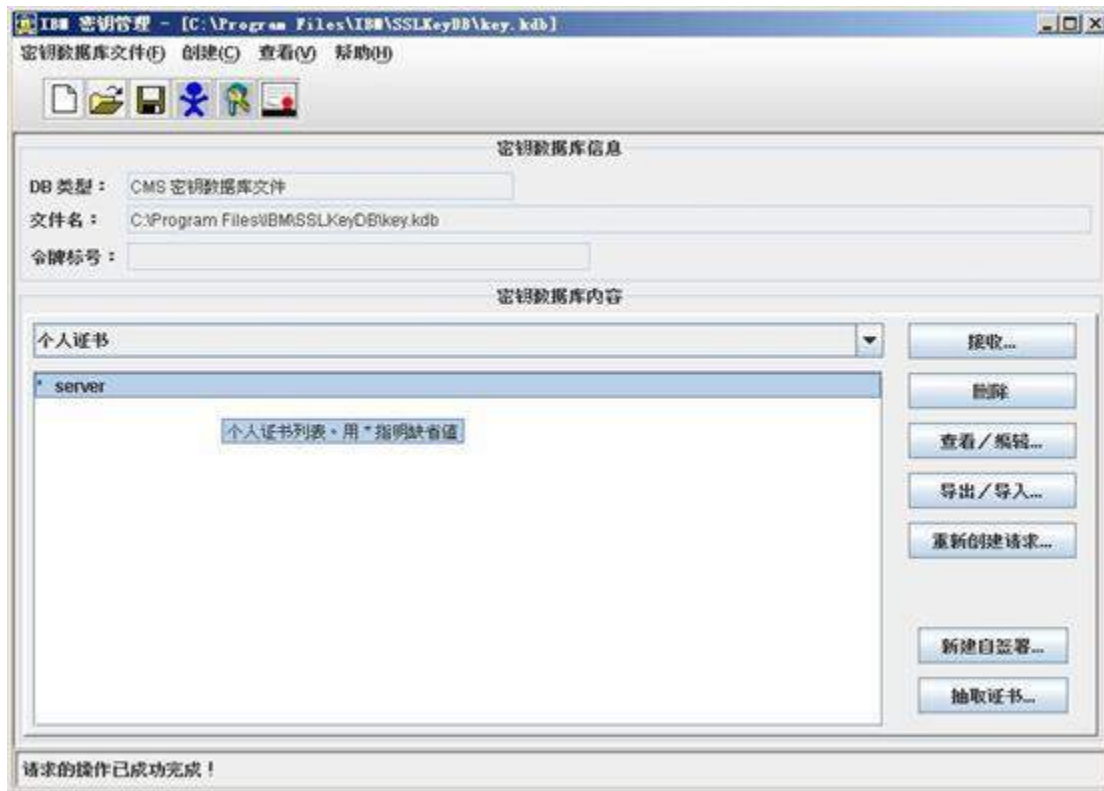 IBM 密钥管理 - [C:\Program Files\IBM\SSLKeyDB\key.kdb]
密钥数据库文件(F) 创建(C) 查看(V) 帮助(H)
密钥数据库信息
DB 类型： CMS 密钥数据库文件
文件名： C:\Program Files\IBM\SSLKeyDB\key.kdb
令牌标号：
密钥数据库内容
个人证书
接收...
* server
删除
个人证书列表。用 * 指明缺省值
查看／编辑...
导出／导入...
重新创建请求...
新建自签署...
抽取证书...
请求的操作已成功完成！